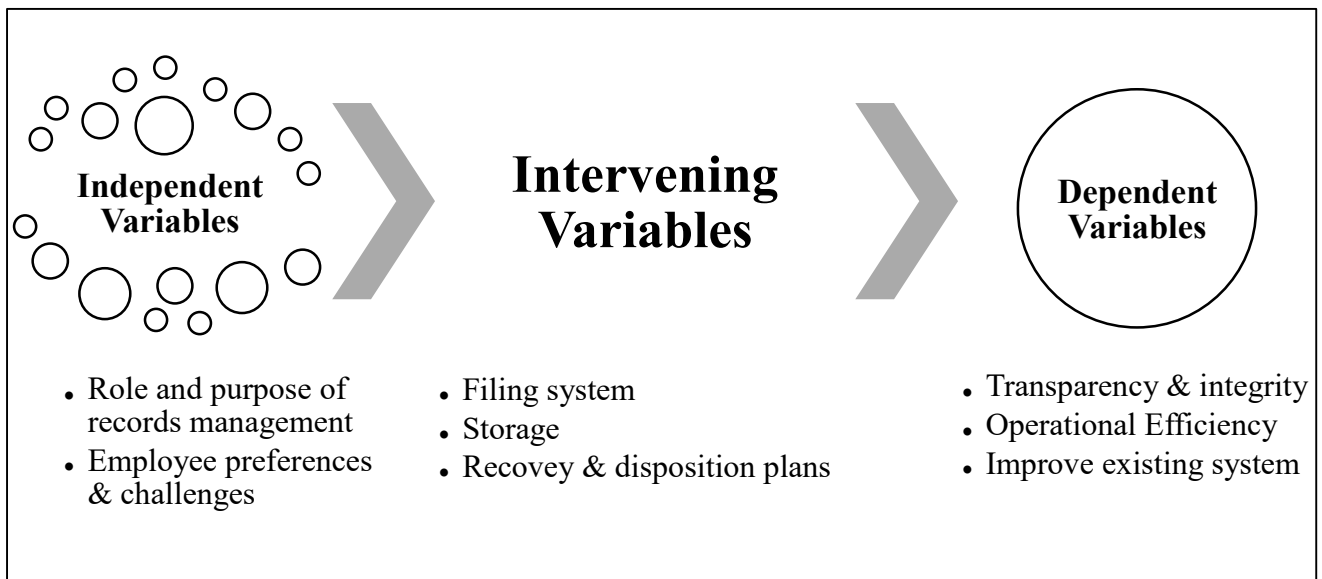 Independent
Variables
Intervening
Variables
Dependent
Variables
• Role and purpose of
records management
• Employee preferences
& challenges
• Filing system
• Storage
• Recovey & disposition plans
• Transparency & integrity
• Operational Efficiency
• Improve existing system